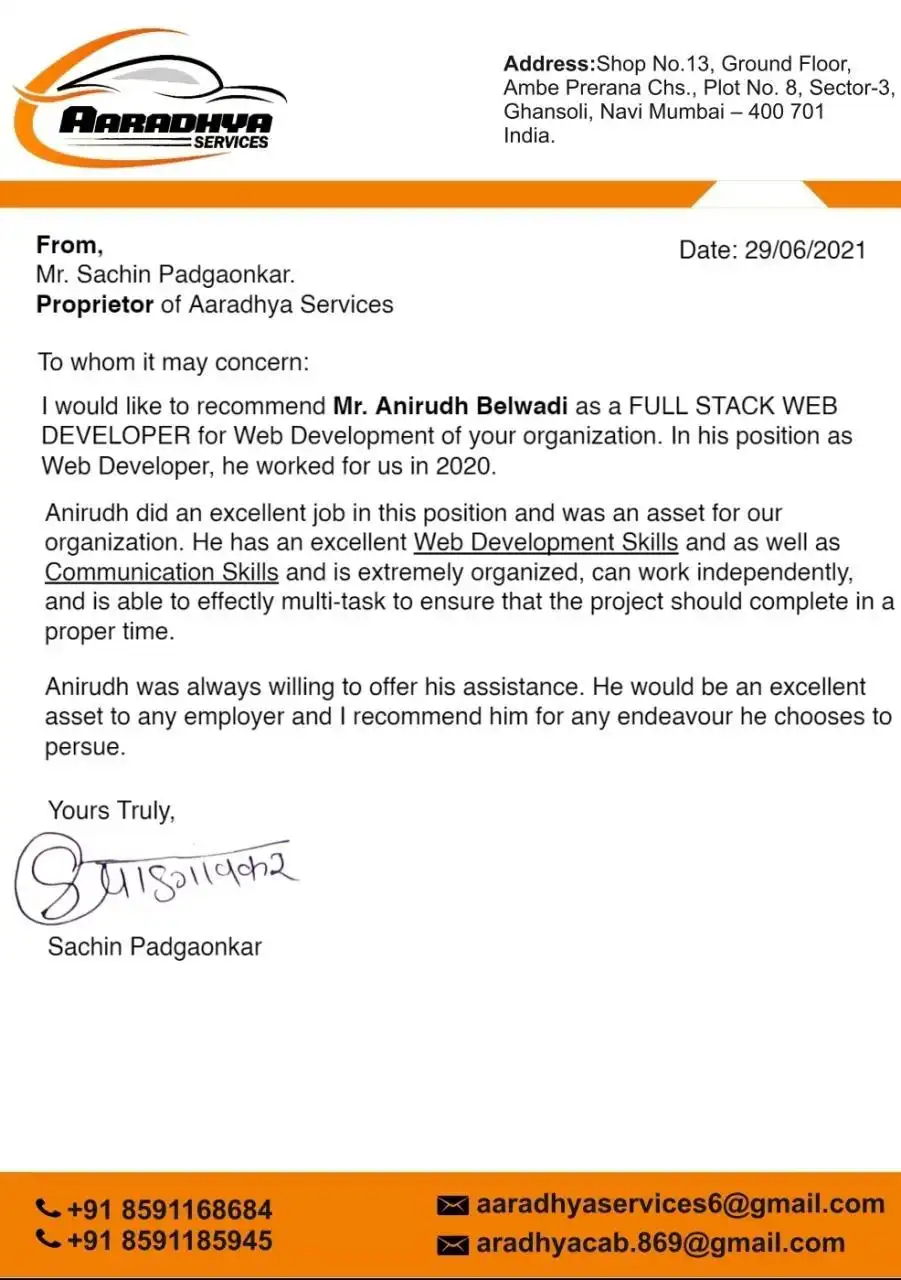 AARADHYA
SERVICES
Address:Shop No.13, Ground Floor,
Ambe Prerana Chs., Plot No. 8, Sector-3,
Ghansoli, Navi Mumbai – 400 701
India.
From,
Date: 29/06/2021
Mr. Sachin Padgaonkar.
Proprietor of Aaradhya Services
To whom it may concern:
I would like to recommend Mr. Anirudh Belwadi as a FULL STACK WEB
DEVELOPER for Web Development of your organization. In his position as
Web Developer, he worked for us in 2020.
Anirudh did an excellent job in this position and was an asset for our
organization. He has an excellent Web Development Skills and as well as
Communication Skills and is extremely organized, can work independently,
and is able to effectly multi-task to ensure that the project should complete in a
proper time.
Anirudh was always willing to offer his assistance. He would be an excellent
asset to any employer and I recommend him for any endeavour he chooses to
persue.
Yours Truly,
Sachin Padgaonkar
+91 8591168684
+91 8591185945
aaradhyaservices6@gmail.com
aradhyacab.869@gmail.com